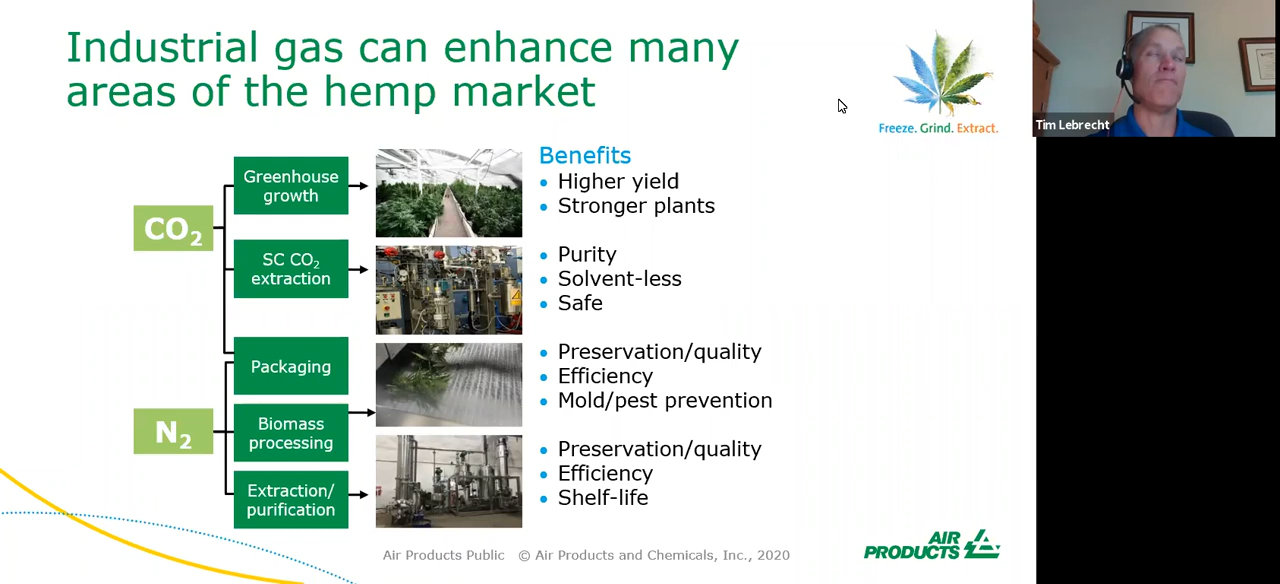 Industrial gas can enhance many
areas of the hemp market
Freeze. Grind. Extract.
Tim Lebrecht
CO₂
Greenhouse
growth
SC CO₂
extraction
Packaging
N₂
Biomass
processing
Extraction/
purification
Benefits
• Higher yield
• Stronger plants
• Purity
• Solvent-less
• Safe
• Preservation/quality
• Efficiency
• Mold/pest prevention
• Preservation/quality
• Efficiency
• Shelf-life
Air Products Public © Air Products and Chemicals, Inc., 2020
AIR
PRODUCTS